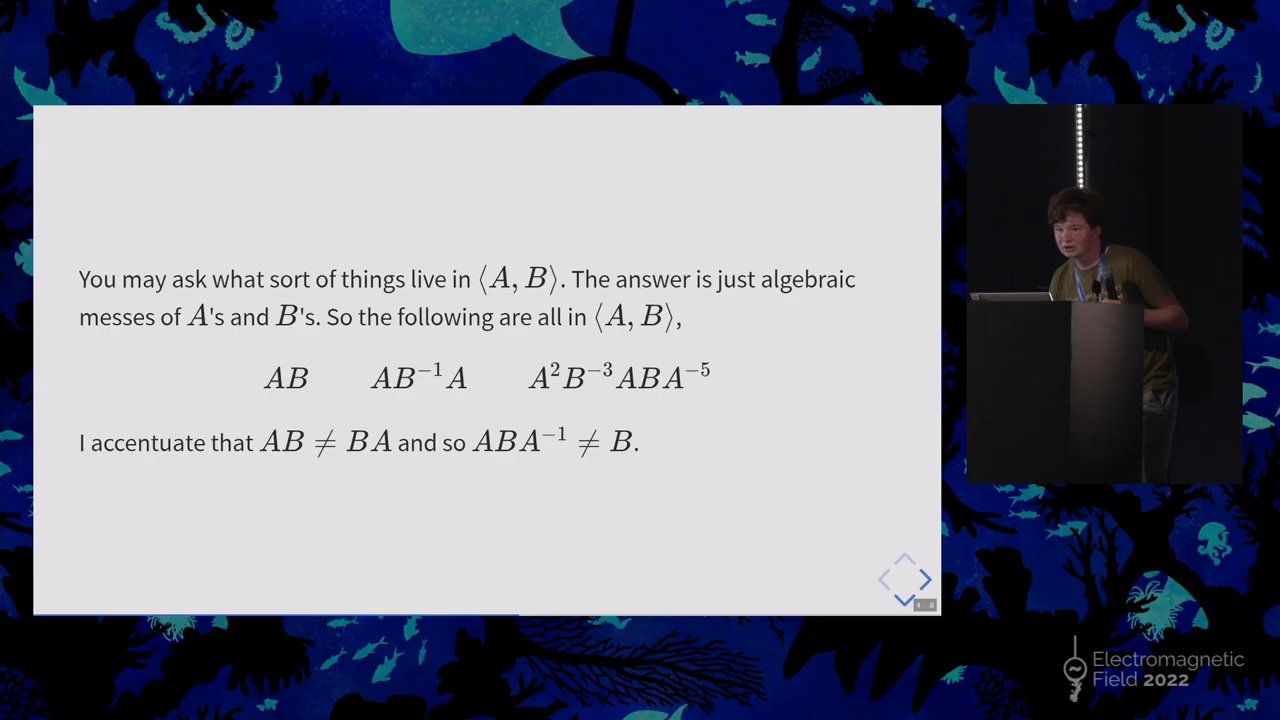 You may ask what sort of things live in ⟨A, B⟩. The answer is just algebraic
messes of A's and B's. So the following are all in ⟨A, B⟩,
AB AB⁻¹A A²B⁻³ABA⁻⁵
I accentuate that AB ≠ BA and so ABA⁻¹ ≠ B.
4 . 8
Electromagnetic
Field 2022